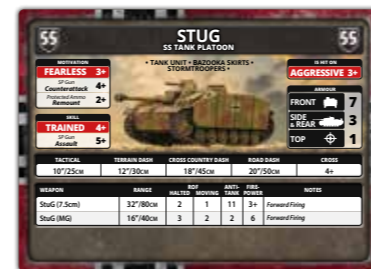 STUG
SS TANK PLATOON
• TANK UNIT • BAZOOKA SKIRTS •
STORMTROOPERS •
MOTIVATION
FEARLESS 3+
SP Gun
Counterattack 4+
Protected Ammo
Remount 2+
SKILL
TRAINED 4+
SP Gun
Assault 5+
IS HIT ON
AGGRESSIVE 3+
ARMOUR
FRONT 7
SIDE & REAR 3
TOP 1
TACTICAL TERRAIN DASH CROSS COUNTRY DASH ROAD DASH CROSS
10"/25CM 12"/30CM 18"/45CM 20"/50CM 4+
WEAPON RANGE ROF HALTED MOVING ANTI-TANK FIRE-POWER NOTES
StuG (7.5cm) 32"/80CM 2 1 11 3+ Forward Firing
StuG (MG) 16"/40CM 3 2 2 6 Forward Firing